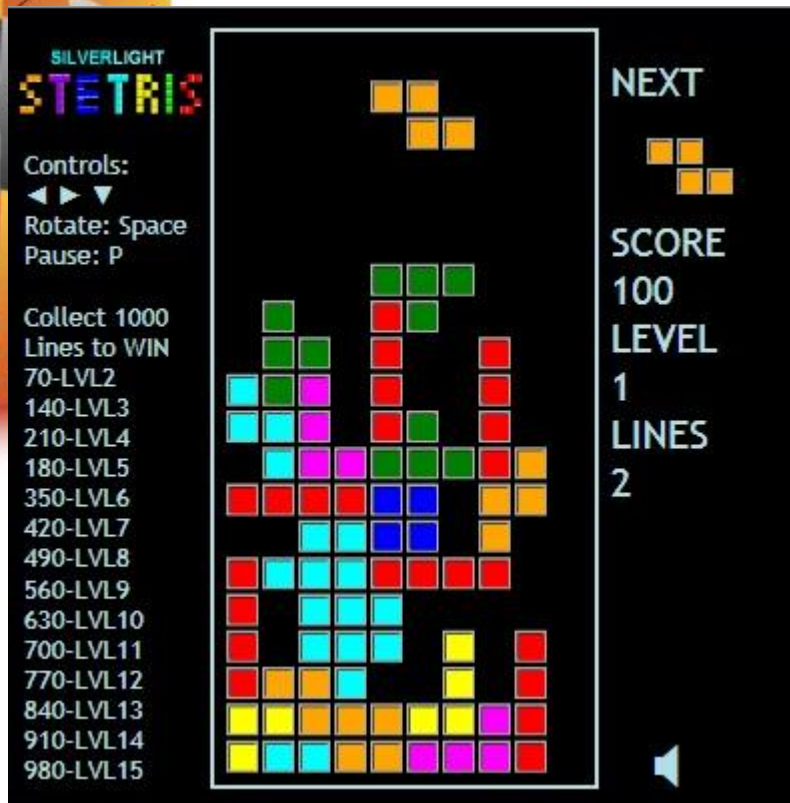 SILVERLIGHT
STETRIS
Controls:
◄ ► ▼
Rotate: Space
Pause: P
Collect 1000
Lines to WIN
70-LVL2
140-LVL3
210-LVL4
180-LVL5
350-LVL6
420-LVL7
490-LVL8
560-LVL9
630-LVL10
700-LVL11
770-LVL12
840-LVL13
910-LVL14
980-LVL15
NEXT
SCORE
100
LEVEL
1
LINES
2